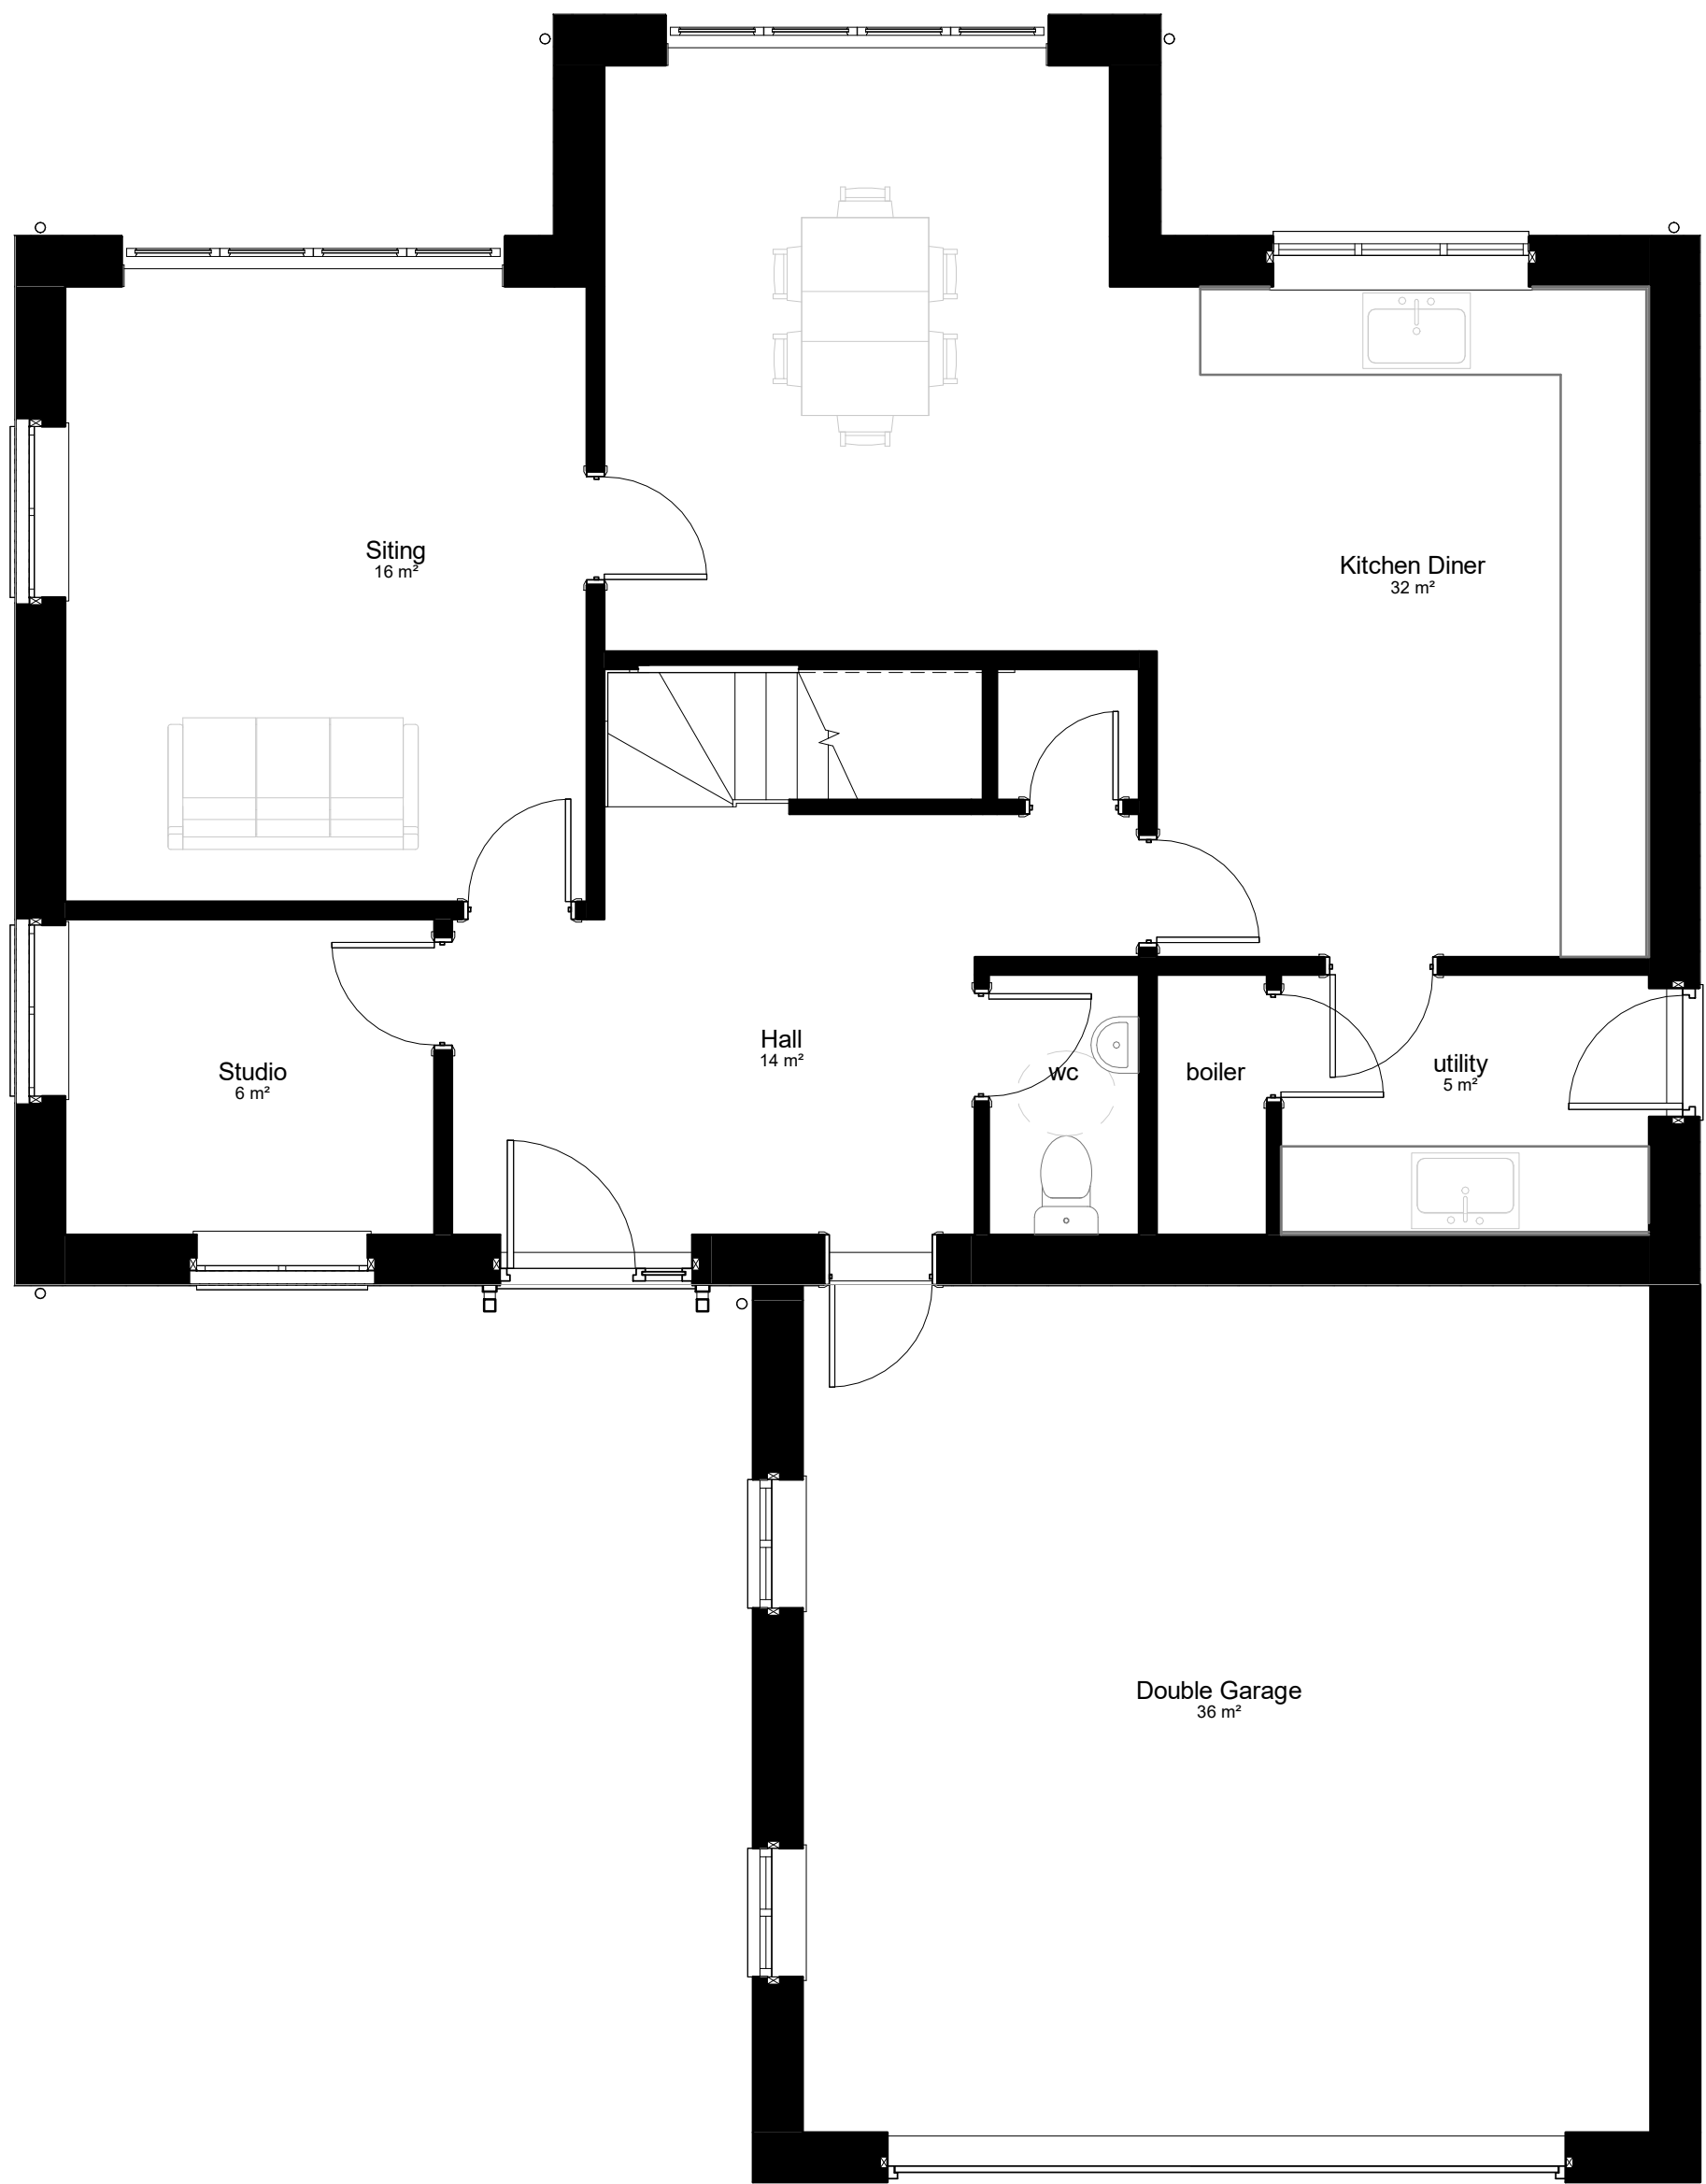 Siting
16 m²
Kitchen Diner
32 m²
Hall
14 m²
Studio
6 m²
wc
boiler
utility
5 m²
Double Garage
36 m²